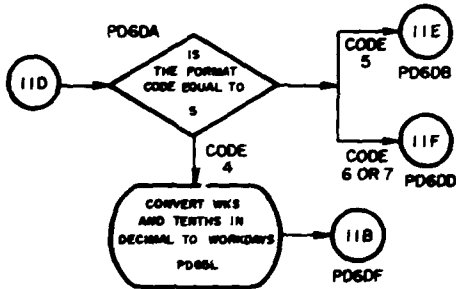 PD6DA
11D
IS
THE FORMAT
CODE EQUAL TO
5
CODE
5
11E
PD6DB
CODE
6 OR 7
11F
PD6DD
CODE
4
CONVERT WKS
AND TENTHS IN
DECIMAL TO WORKDAYS
PD85L
11B
PD6DF